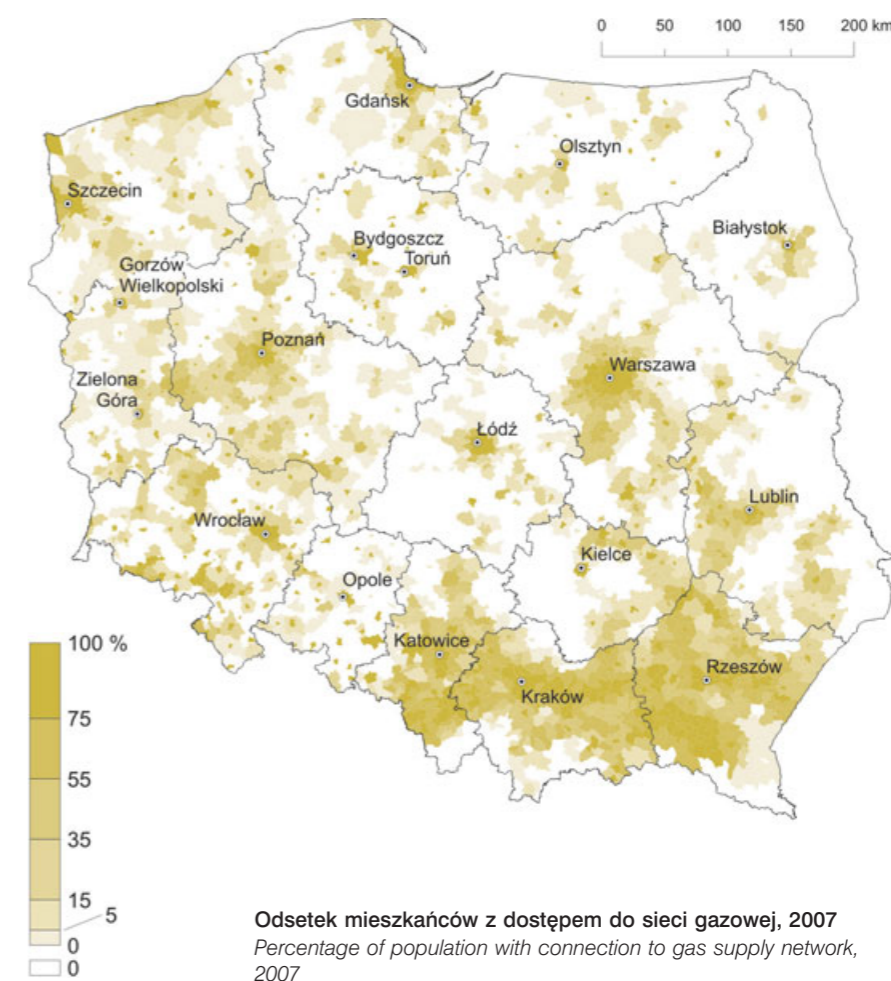 0 50 100 150 200 km
Gdańsk
Olsztyn
Szczecin
Białystok
Bydgoszcz
Toruń
Gorzów
Wielkopolski
Poznań
Warszawa
Zielona
Góra
Łódź
Lublin
Wrocław
Kielce
Opole
Katowice
Rzeszów
Kraków
100 %
75
55
35
15
5
0
0
Odsetek mieszkańców z dostępem do sieci gazowej, 2007
Percentage of population with connection to gas supply network,
2007